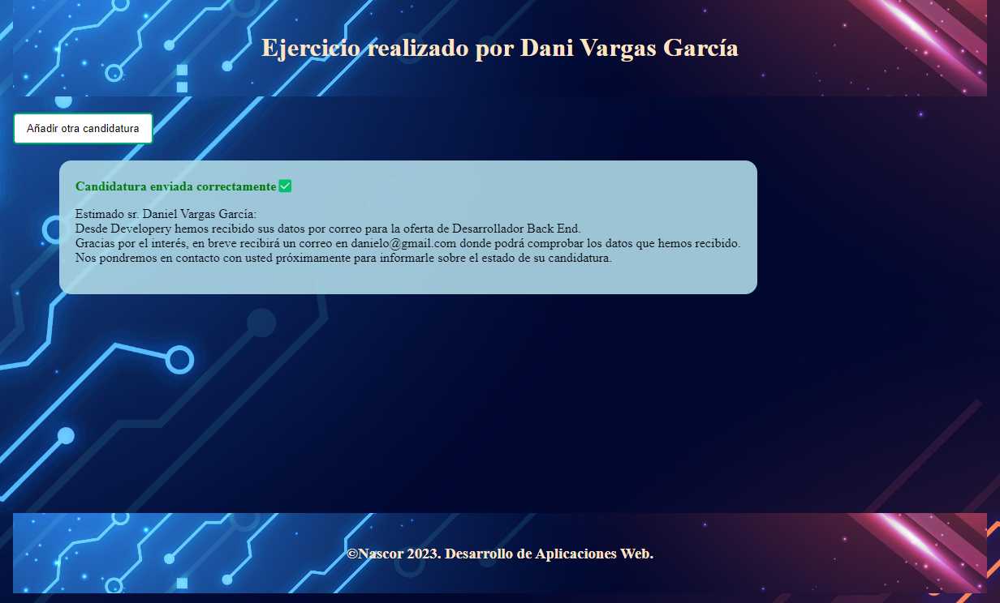 Ejercicio realizado por Dani Vargas García
Añadir otra candidatura
Candidatura enviada correctamente✅
Estimado sr. Daniel Vargas García:
Desde Developery hemos recibido sus datos por correo para la oferta de Desarrollador Back End.
Gracias por el interés, en breve recibirá un correo en danielo@gmail.com donde podrá comprobar los datos que hemos recibido.
Nos pondremos en contacto con usted próximamente para informarle sobre el estado de su candidatura.
©Nascor 2023. Desarrollo de Aplicaciones Web.